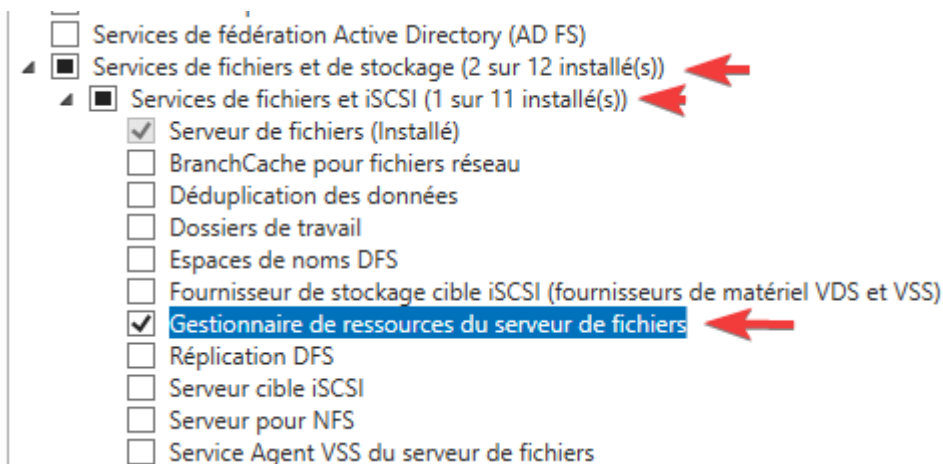 Services de fédération Active Directory (AD FS)
Services de fichiers et de stockage (2 sur 12 installé(s))
Services de fichiers et iSCSI (1 sur 11 installé(s))
Serveur de fichiers (Installé)
BranchCache pour fichiers réseau
Déduplication des données
Dossiers de travail
Espaces de noms DFS
Fournisseur de stockage cible iSCSI (fournisseurs de matériel VDS et VSS)
Gestionnaire de ressources du serveur de fichiers
Réplication DFS
Serveur cible iSCSI
Serveur pour NFS
Service Agent VSS du serveur de fichiers